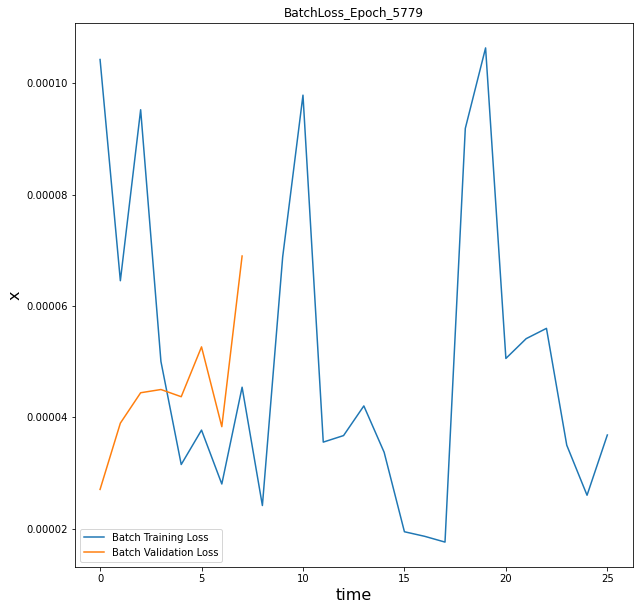 BatchLoss_Epoch_5779
x
0.00010
0.00008
0.00006
0.00004
0.00002
Batch Training Loss
Batch Validation Loss
0 5 10 15 20 25
time